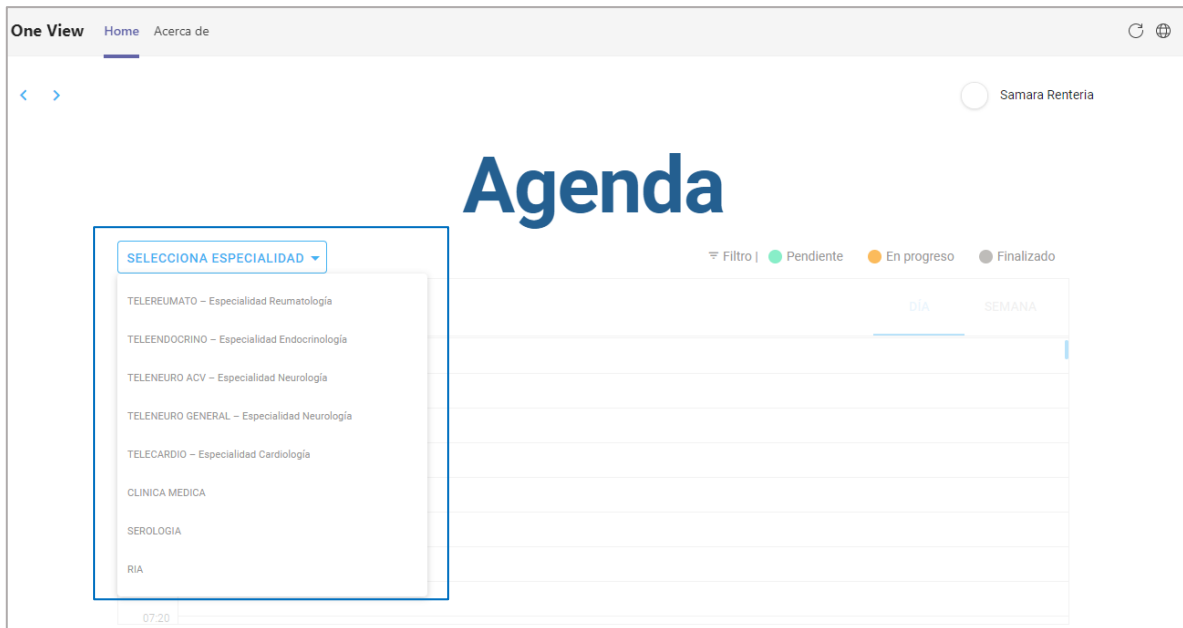 One View Home Acerca de
Samara Renteria
Agenda
SELECCIONA ESPECIALIDAD
Filtro | Pendiente En progreso Finalizado
DÍA SEMANA
TELEREUMATO – Especialidad Reumatología
TELEENDOCRINO – Especialidad Endocrinología
TELENEURO ACV – Especialidad Neurología
TELENEURO GENERAL – Especialidad Neurología
TELECARDIO – Especialidad Cardiología
CLINICA MEDICA
SEROLOGIA
RIA
07:20